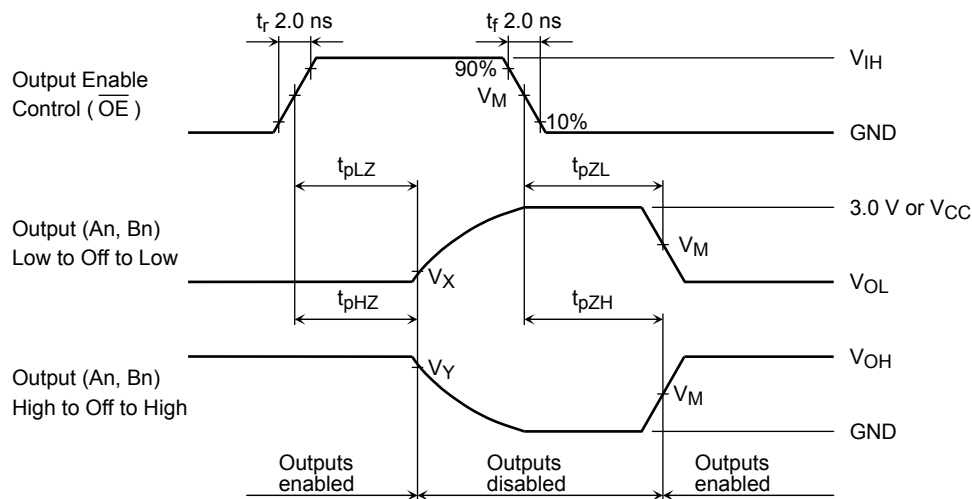 tr 2.0 ns
tf 2.0 ns
Output Enable
Control ( OE )
90%
VM
10%
VIH
GND
tpLZ
tpZL
Output (An, Bn)
Low to Off to Low
VX
VM
3.0 V or VCC
VOL
tpHZ
tpZH
Output (An, Bn)
High to Off to High
VY
VM
VOH
GND
Outputs
enabled
Outputs
disabled
Outputs
enabled